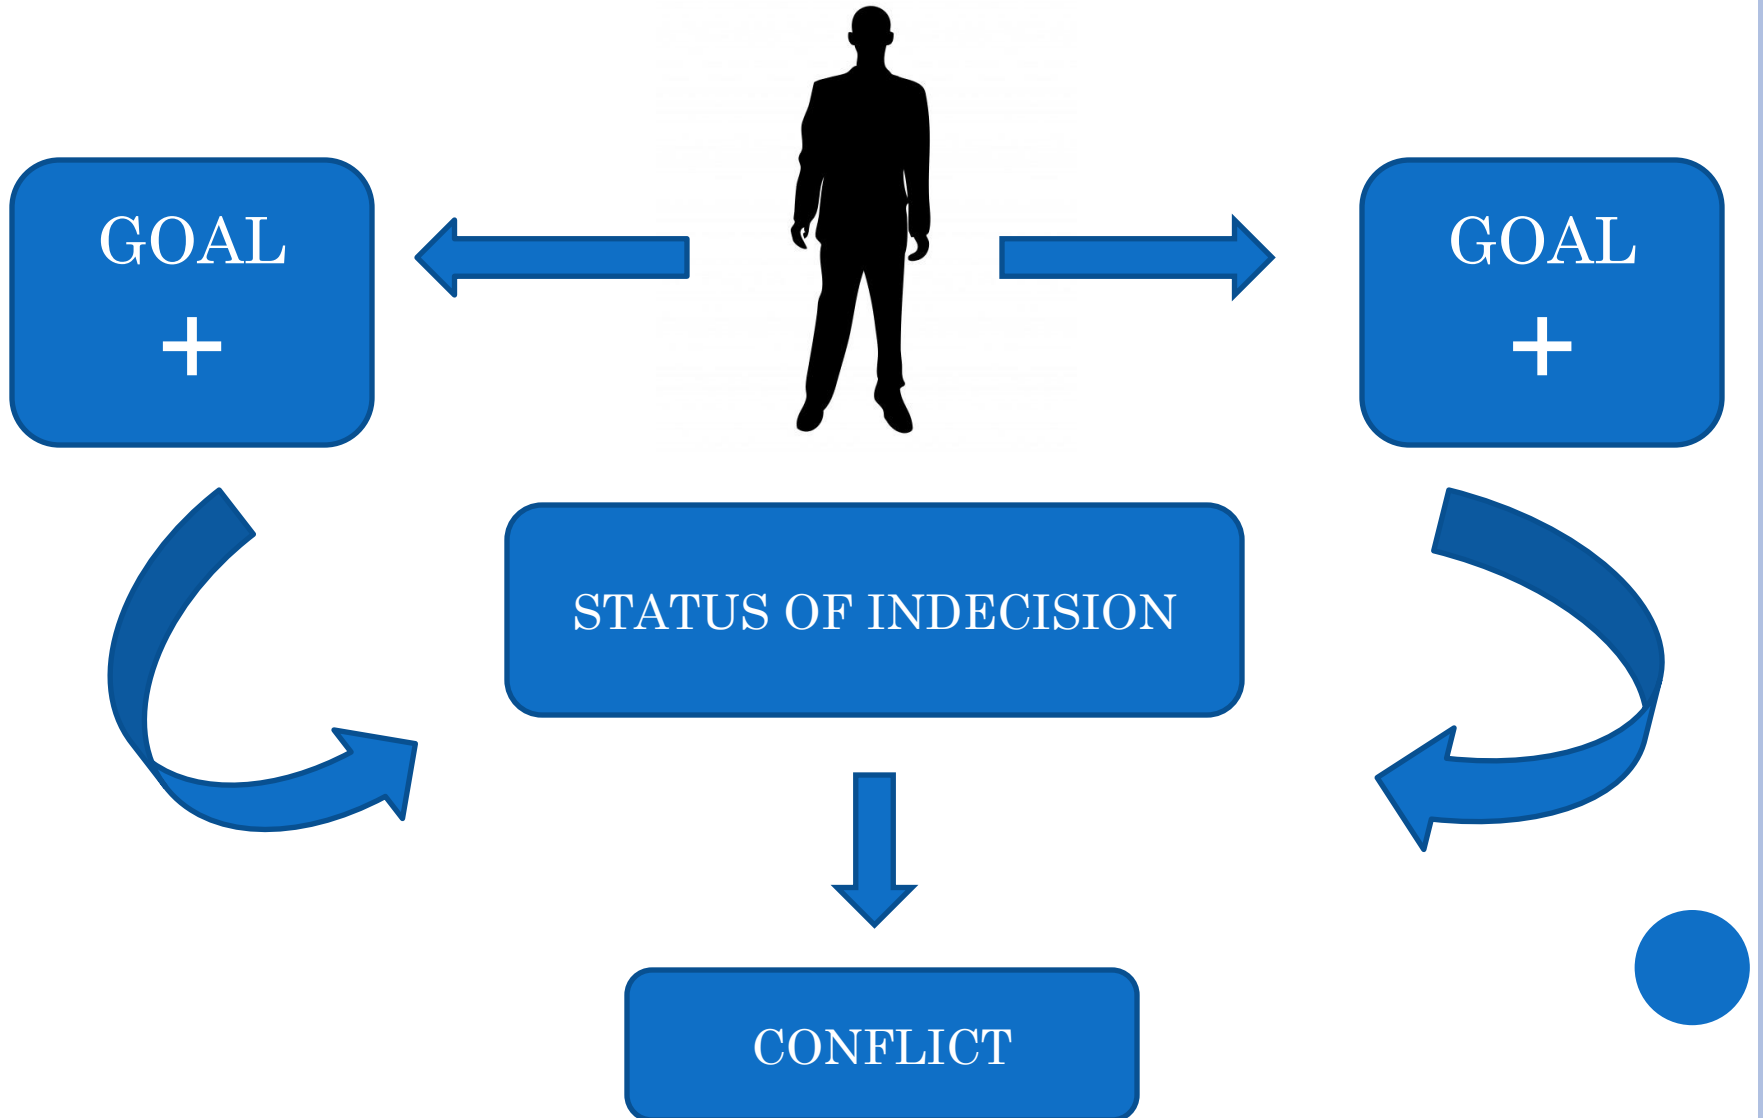 GOAL
+
GOAL
+
STATUS OF INDECISION
CONFLICT